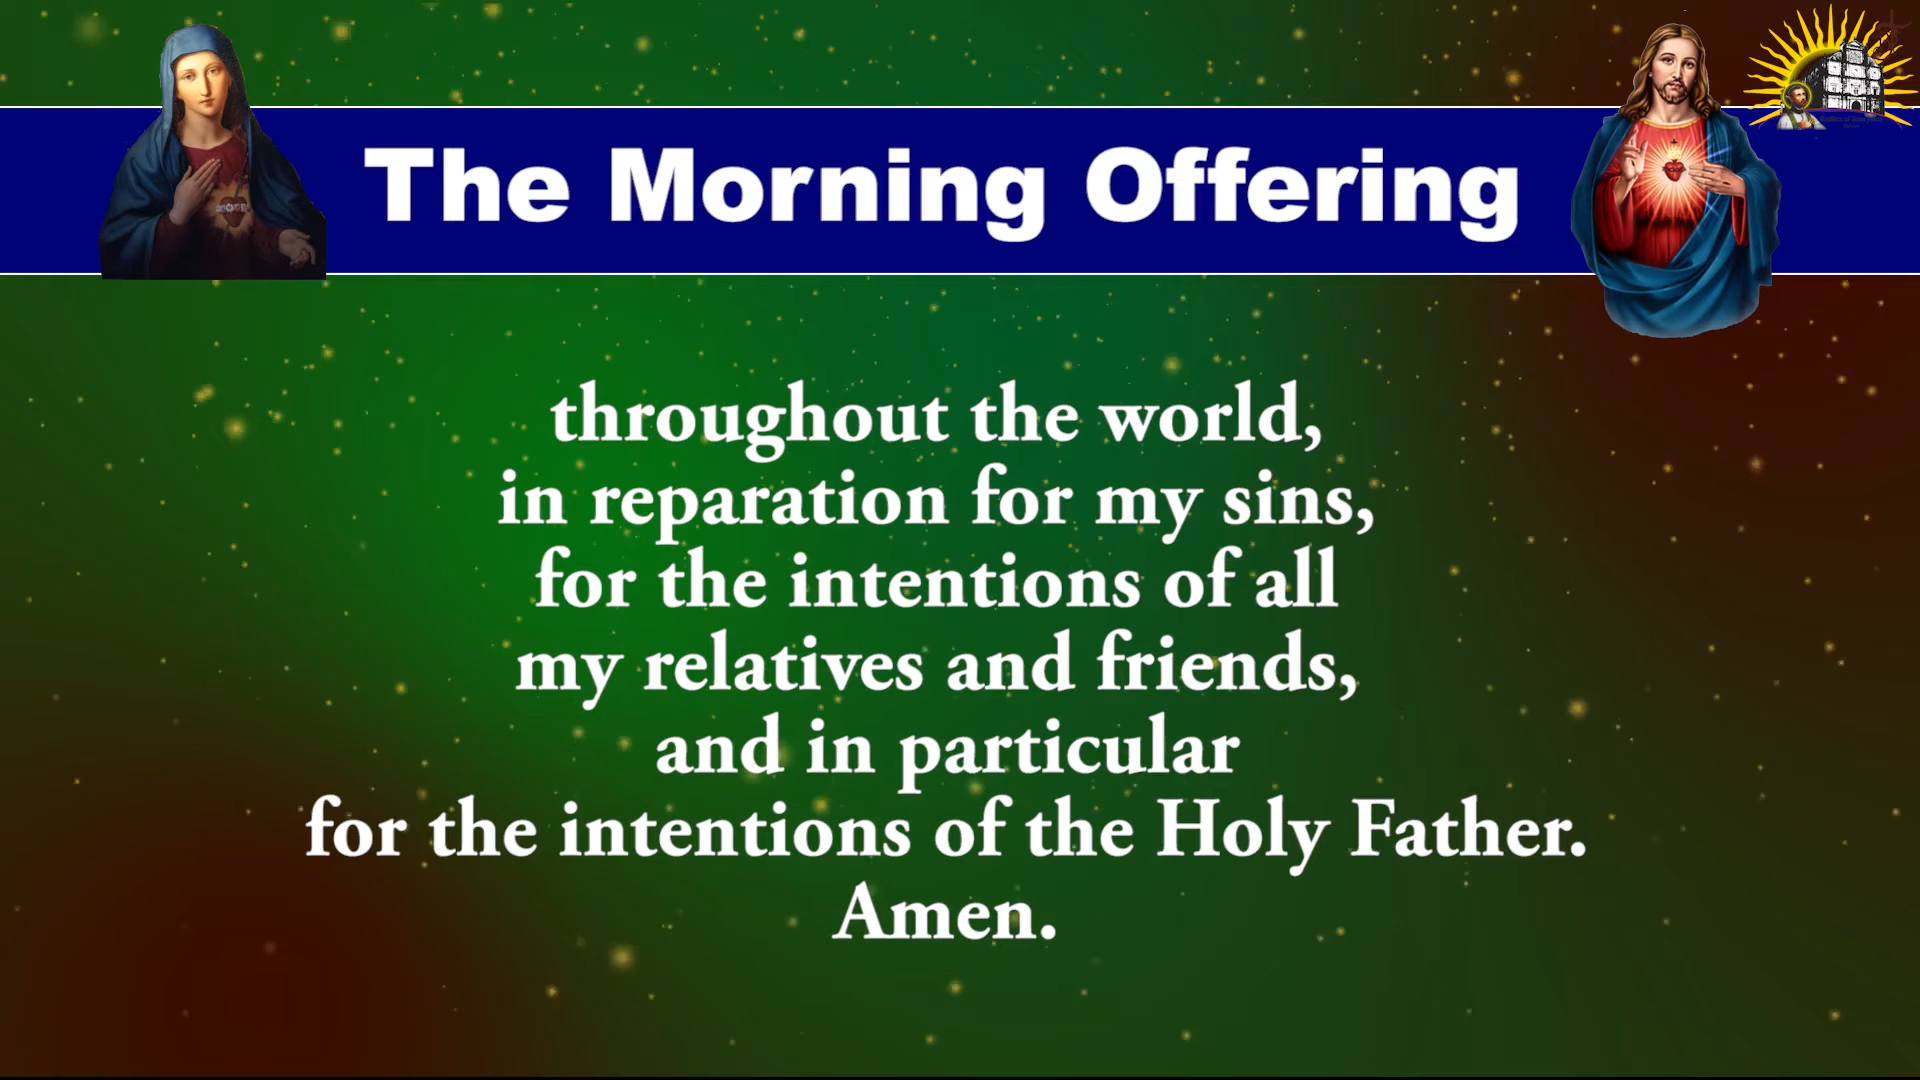 The Morning Offering
throughout the world,
in reparation for my sins,
for the intentions of all
my relatives and friends,
and in particular
for the intentions of the Holy Father.
Amen.